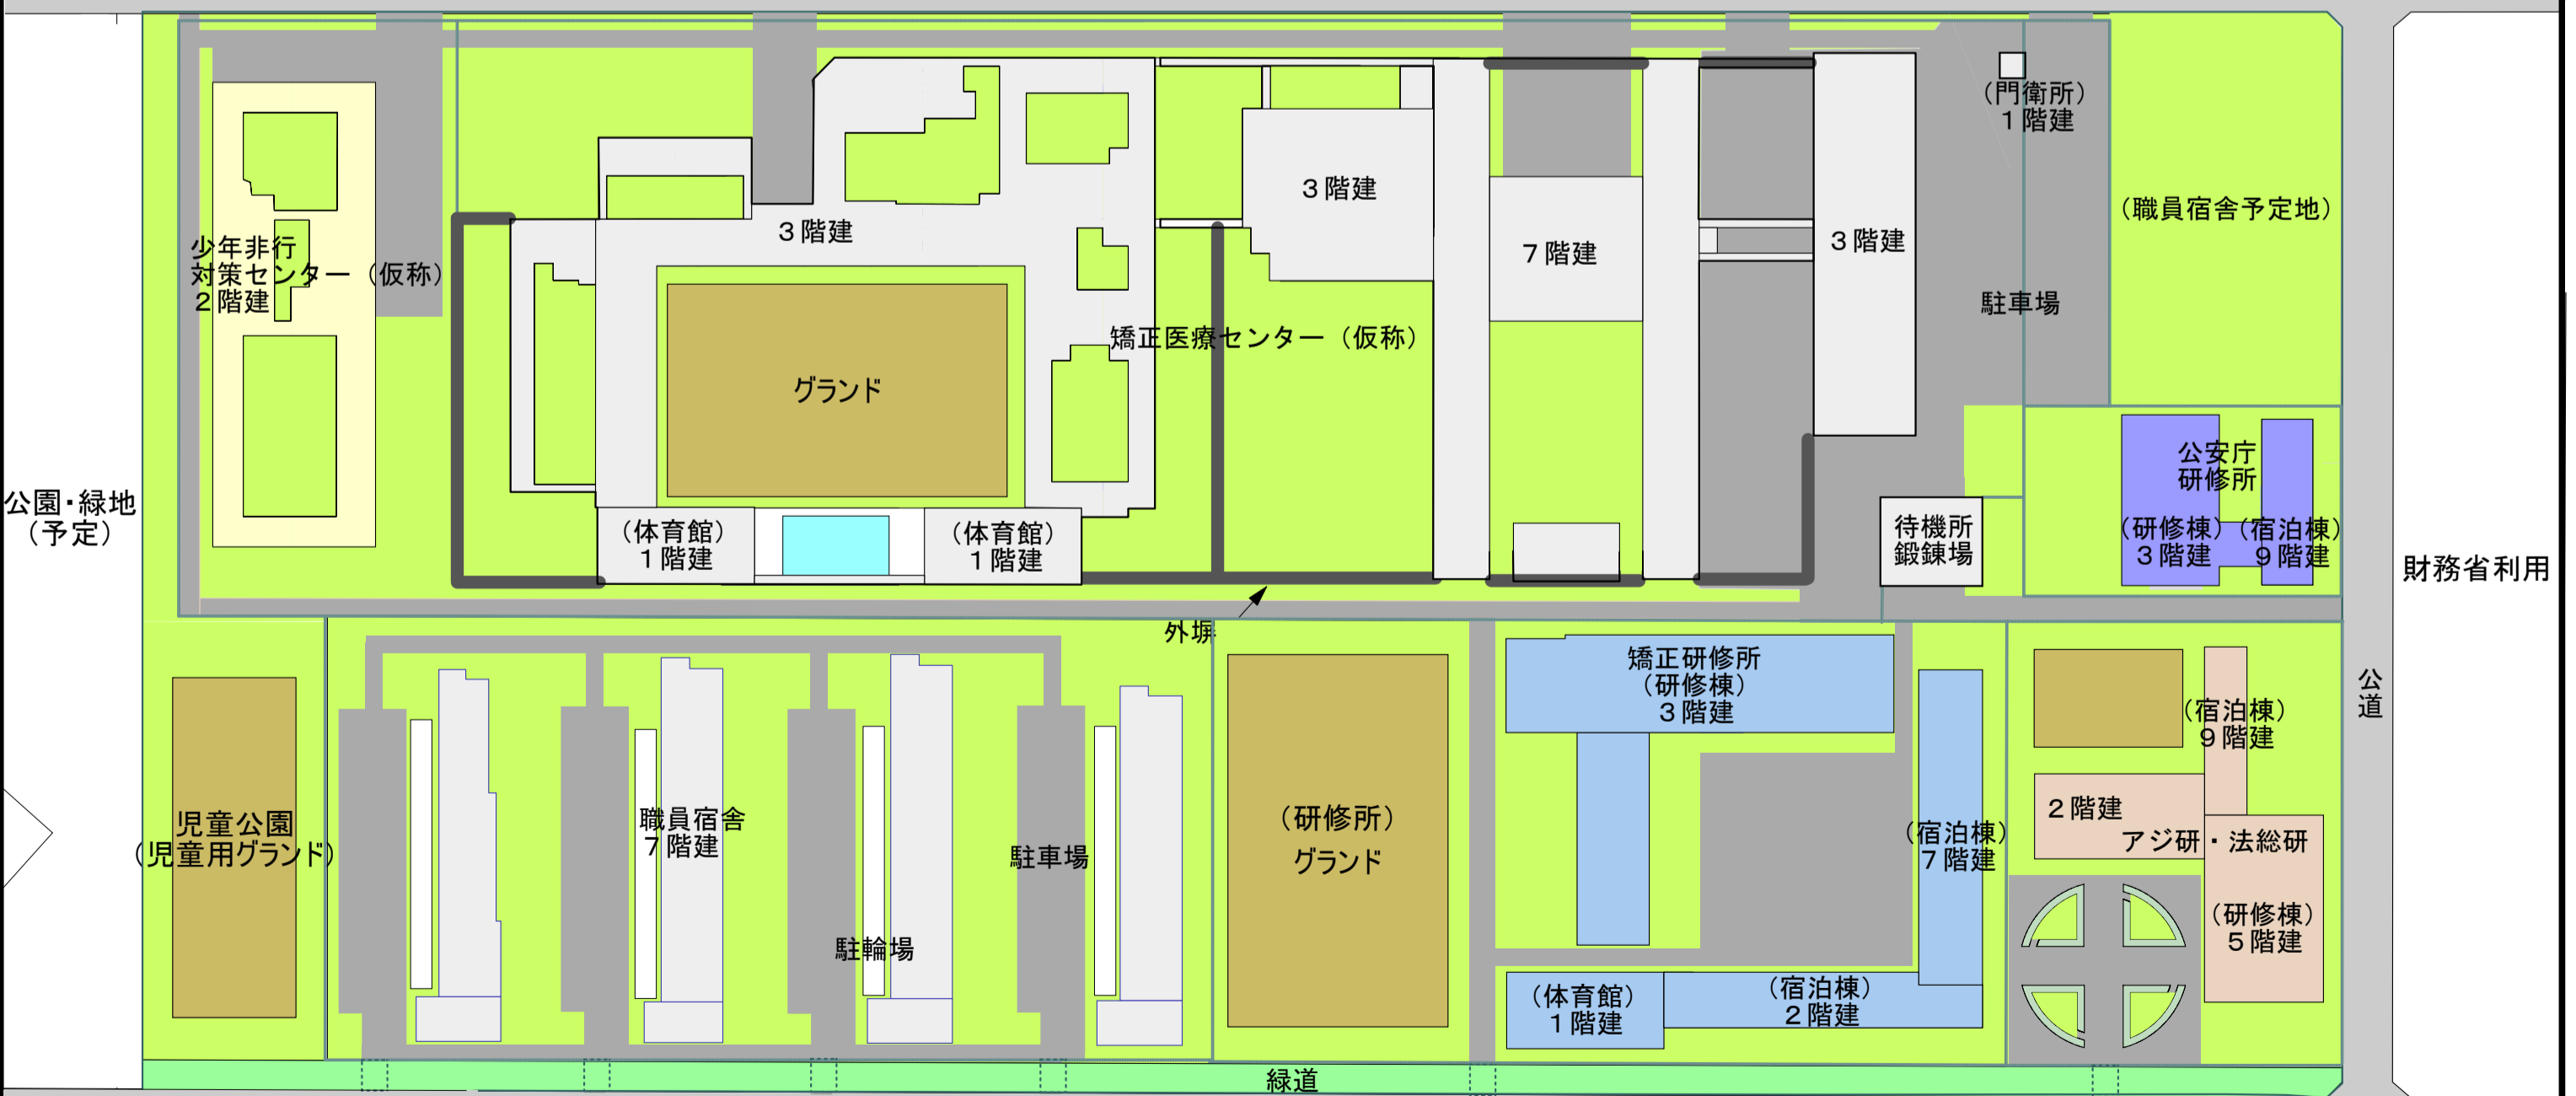 （門衛所）
１階建
（職員宿舎予定地）
３階建
３階建
７階建
３階建
少年非行
対策センター（仮称）
２階建
駐車場
矯正医療センター（仮称）
グランド
公園・緑地
（予定）
（体育館）
１階建
（体育館）
１階建
待機所
鍛錬場
公安庁
研修所
（研修棟）
３階建
（宿泊棟）
９階建
財務省利用
外塀
公道
矯正研修所
（研修棟）
３階建
（宿泊棟）
９階建
児童公園
（児童用グランド）
職員宿舎
７階建
駐車場
（研修所）
グランド
（宿泊棟）
７階建
２階建
アジ研・法総研
駐輪場
（研修棟）
５階建
（体育館）
１階建
（宿泊棟）
２階建
緑道